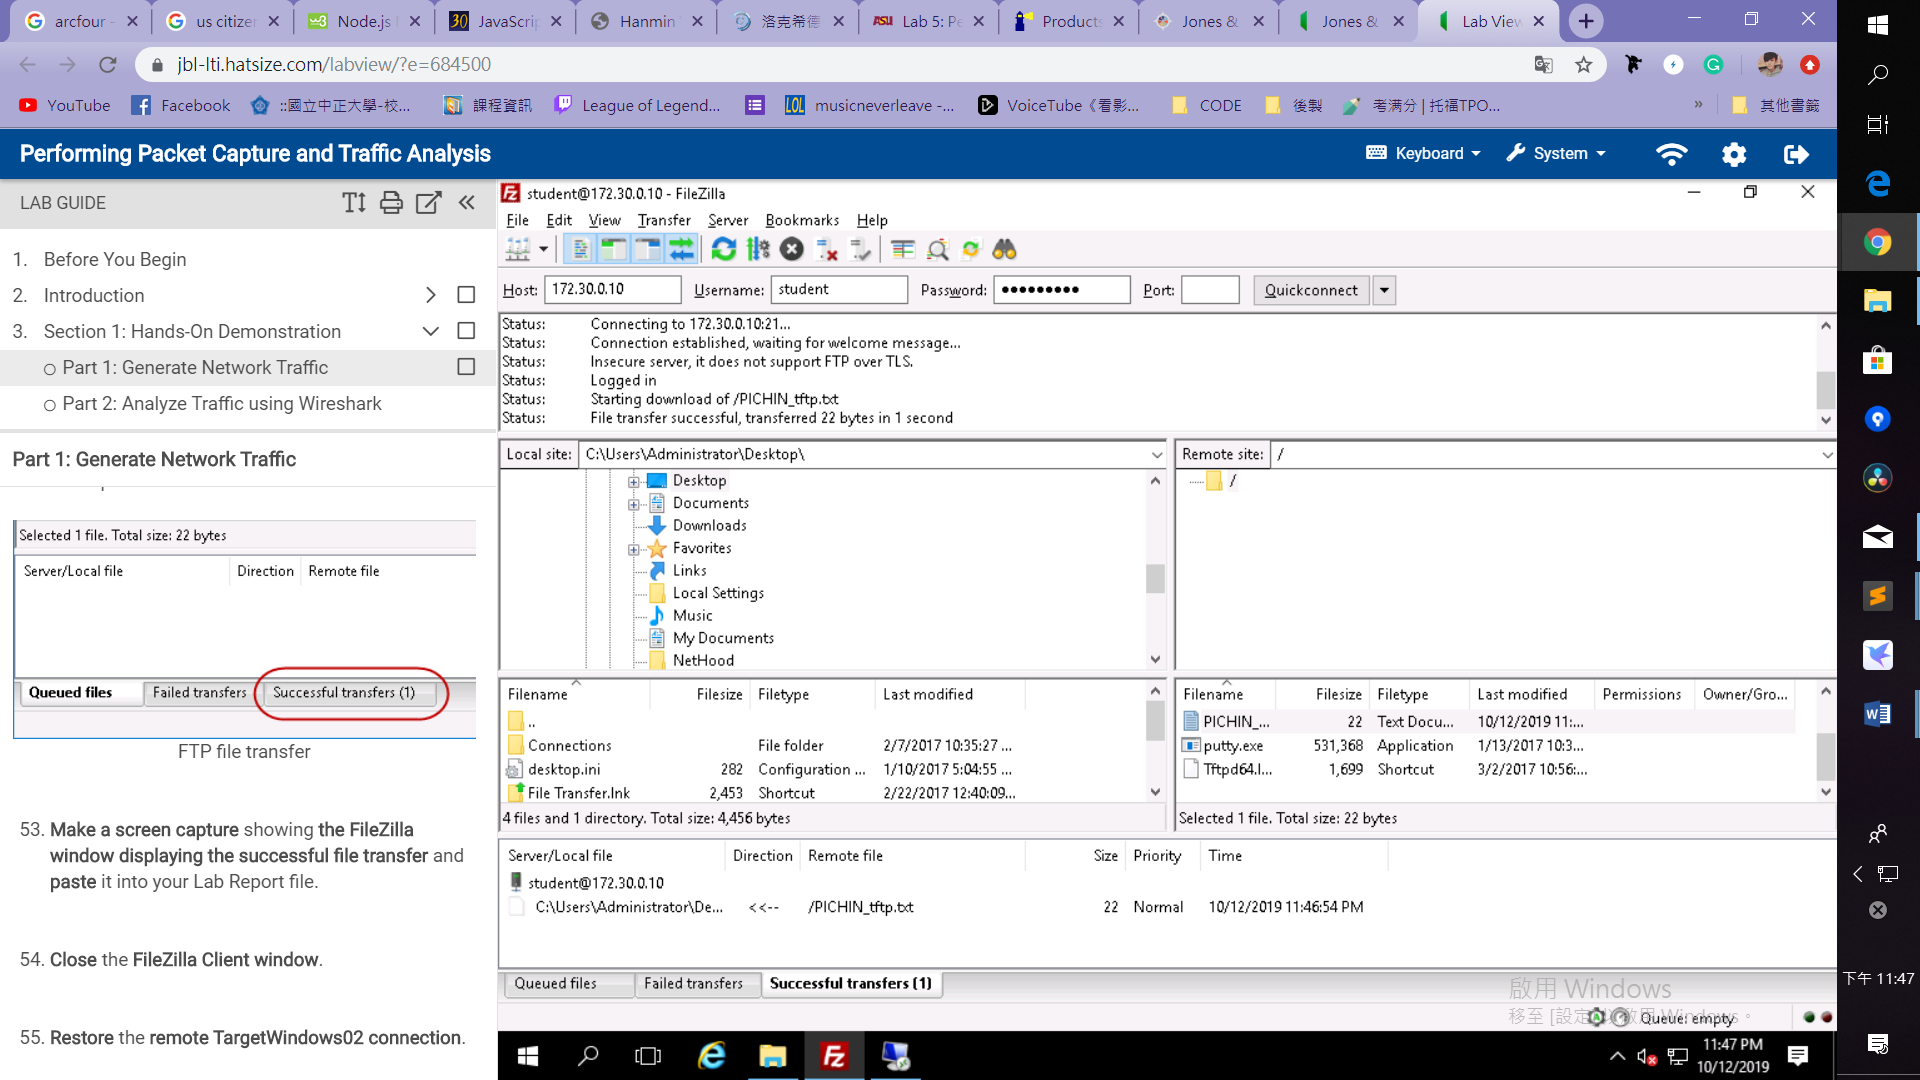 arcfour -
us citizen
Node.js
JavaScrip
Hanmin
洛克希德
Lab 5: Pe
Products
Jones &
Jones &
Lab View
jbl-lti.hatsize.com/labview/?e=684500
YouTube
Facebook
::國立中正大學-校...
課程資訊
League of Legend...
musicneverleave -...
VoiceTube《看影...
CODE
後製
考满分 | 托福TPO...
»
其他書籤
Performing Packet Capture and Traffic Analysis
Keyboard
System
LAB GUIDE
1. Before You Begin
2. Introduction
3. Section 1: Hands-On Demonstration
Part 1: Generate Network Traffic
Part 2: Analyze Traffic using Wireshark
Part 1: Generate Network Traffic
Selected 1 file. Total size: 22 bytes
Server/Local file Direction Remote file
Queued files Failed transfers Successful transfers (1)
FTP file transfer
53. Make a screen capture showing the FileZilla
window displaying the successful file transfer and
paste it into your Lab Report file.
54. Close the FileZilla Client window.
55. Restore the remote TargetWindows02 connection.
student@172.30.0.10 - FileZilla
File Edit View Transfer Server Bookmarks Help
Host: 172.30.0.10 Username: student Password: ●●●●●●●●● Port: Quickconnect
Status: Connecting to 172.30.0.10:21...
Status: Connection established, waiting for welcome message...
Status: Insecure server, it does not support FTP over TLS.
Status: Logged in
Status: Starting download of /PICHIN_tftp.txt
Status: File transfer successful, transferred 22 bytes in 1 second
Local site: C:\Users\Administrator\Desktop\
Desktop
Documents
Downloads
Favorites
Links
Local Settings
Music
My Documents
NetHood
Remote site: /
/
Filename Filesize Filetype Last modified
..
Connections File folder 2/7/2017 10:35:27 ...
desktop.ini 282 Configuration ... 1/10/2017 5:04:55 ...
File Transfer.lnk 2,453 Shortcut 2/22/2017 12:40:09...
4 files and 1 directory. Total size: 4,456 bytes
Filename Filesize Filetype Last modified Permissions Owner/Gro...
PICHIN_... 22 Text Docu... 10/12/2019 11:...
putty.exe 531,368 Application 1/13/2017 10:3...
Tftpd64.l... 1,699 Shortcut 3/2/2017 10:56:...
Selected 1 file. Total size: 22 bytes
Server/Local file Direction Remote file Size Priority Time
student@172.30.0.10
C:\Users\Administrator\De... <<-- /PICHIN_tftp.txt 22 Normal 10/12/2019 11:46:54 PM
Queued files Failed transfers Successful transfers (1)
啟用 Windows
移至 [設定] 以啟用 Windows。
Queue: empty
11:47 PM
10/12/2019
下午 11:47